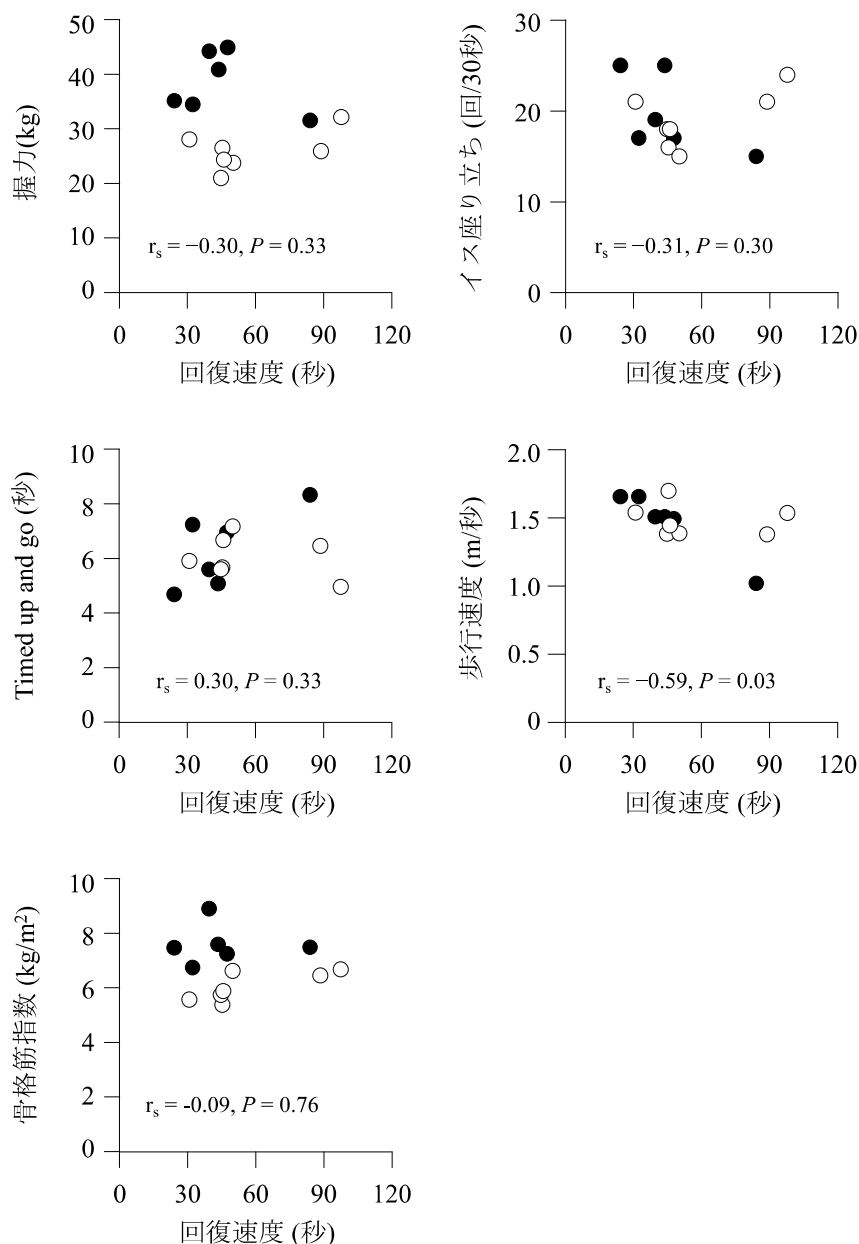 握力(kg)
50
40
30
20
10
0
r_s = −0.30, P = 0.33
0 30 60 90 120
回復速度 (秒)
イス座り立ち (回/30秒)
30
20
10
0
r_s = −0.31, P = 0.30
0 30 60 90 120
回復速度 (秒)
Timed up and go (秒)
10
8
6
4
2
0
r_s = 0.30, P = 0.33
0 30 60 90 120
回復速度 (秒)
歩行速度 (m/秒)
2.0
1.5
1.0
0.5
0
r_s = −0.59, P = 0.03
0 30 60 90 120
回復速度 (秒)
骨格筋指数 (kg/m²)
10
8
6
4
2
0
r_s = -0.09, P = 0.76
0 30 60 90 120
回復速度 (秒)